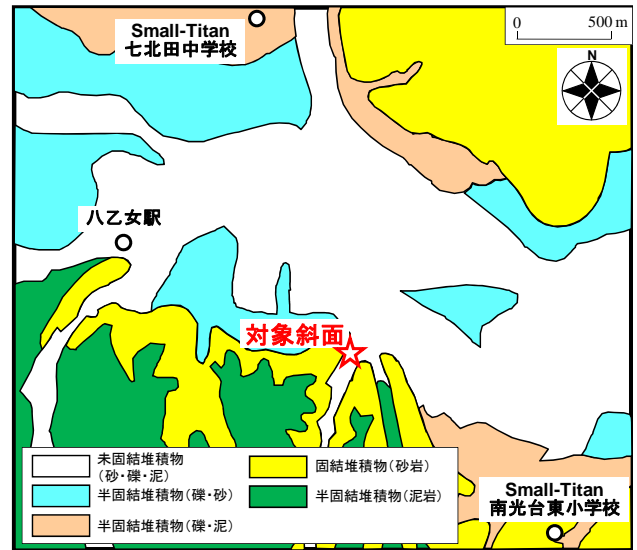 Small-Titan
七北田中学校
0 500 m
N
八乙女駅
対象斜面
未固結堆積物
(砂・礫・泥)
固結堆積物(砂岩)
半固結堆積物(礫・砂)
半固結堆積物(泥岩)
半固結堆積物(礫・泥)
Small-Titan
南光台東小学校